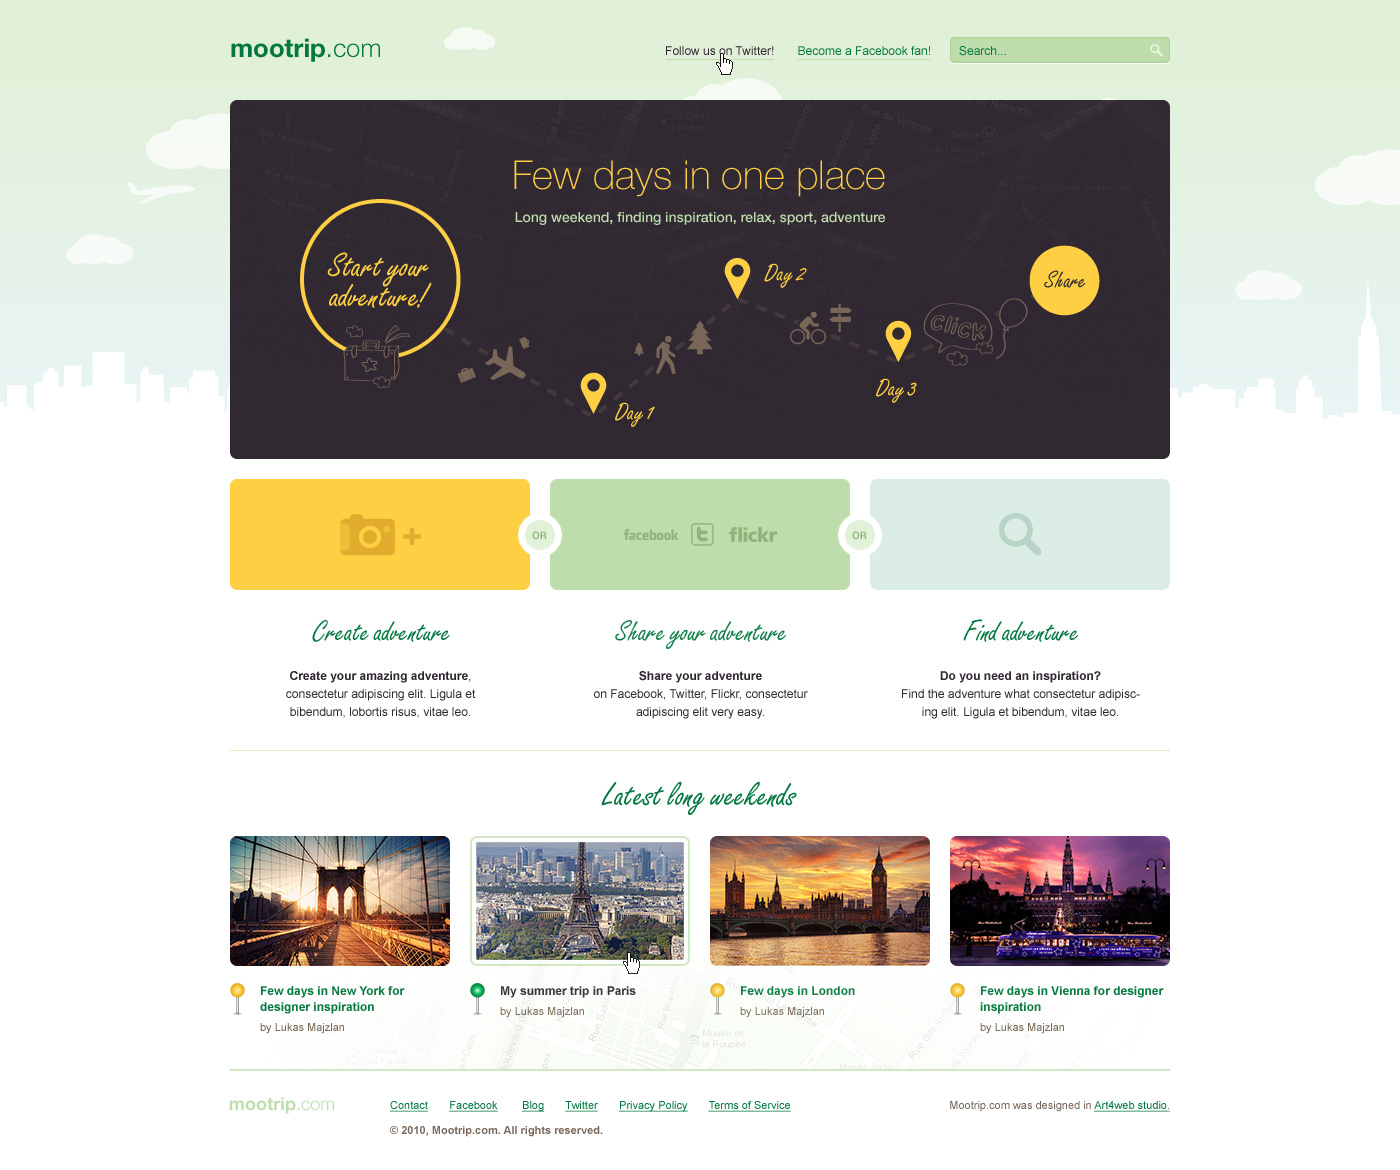 mootrip.com
Follow us on Twitter!
Become a Facebook fan!
Search...
Few days in one place
Long weekend, finding inspiration, relax, sport, adventure
Start your
adventure!
Day 1
Day 2
Day 3
CLICK
Share
OR
facebook
t
flickr
OR
Create adventure
Create your amazing adventure,
consectetur adipiscing elit. Ligula et
bibendum, lobortis risus, vitae leo.
Share your adventure
Share your adventure
on Facebook, Twitter, Flickr, consectetur
adipiscing elit very easy.
Find adventure
Do you need an inspiration?
Find the adventure what consectetur adipisc-
ing elit. Ligula et bibendum, vitae leo.
Latest long weekends
Few days in New York for
designer inspiration
by Lukas Majzlan
My summer trip in Paris
by Lukas Majzlan
Few days in London
by Lukas Majzlan
Few days in Vienna for designer
inspiration
by Lukas Majzlan
Musée de
la Poupée
mootrip.com
Contact
Facebook
Blog
Twitter
Privacy Policy
Terms of Service
Mootrip.com was designed in Art4web studio.
© 2010, Mootrip.com. All rights reserved.